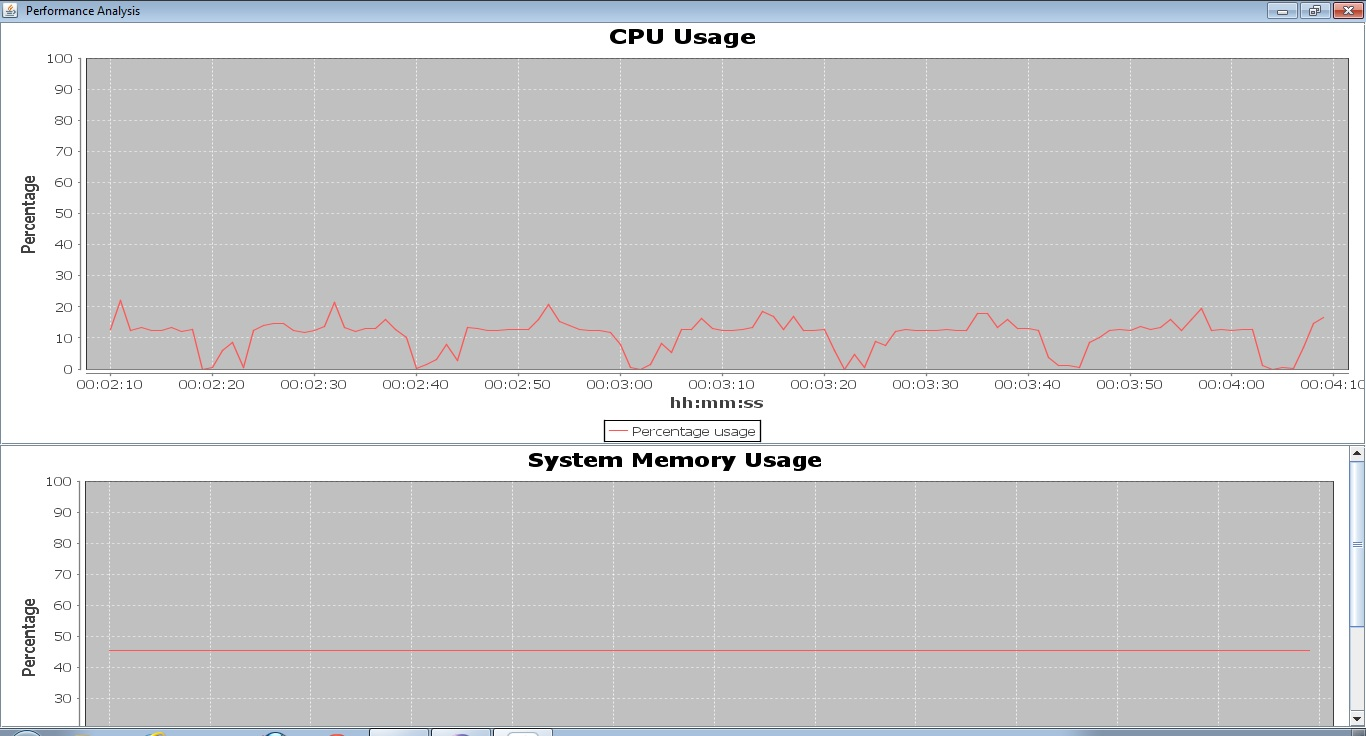 Performance Analysis
CPU Usage
100
90
80
70
60
50
40
30
20
10
0
Percentage
00:02:10 00:02:20 00:02:30 00:02:40 00:02:50 00:03:00 00:03:10 00:03:20 00:03:30 00:03:40 00:03:50 00:04:00 00:04:10
hh:mm:ss
Percentage usage
System Memory Usage
100
90
80
70
60
50
40
30
Percentage